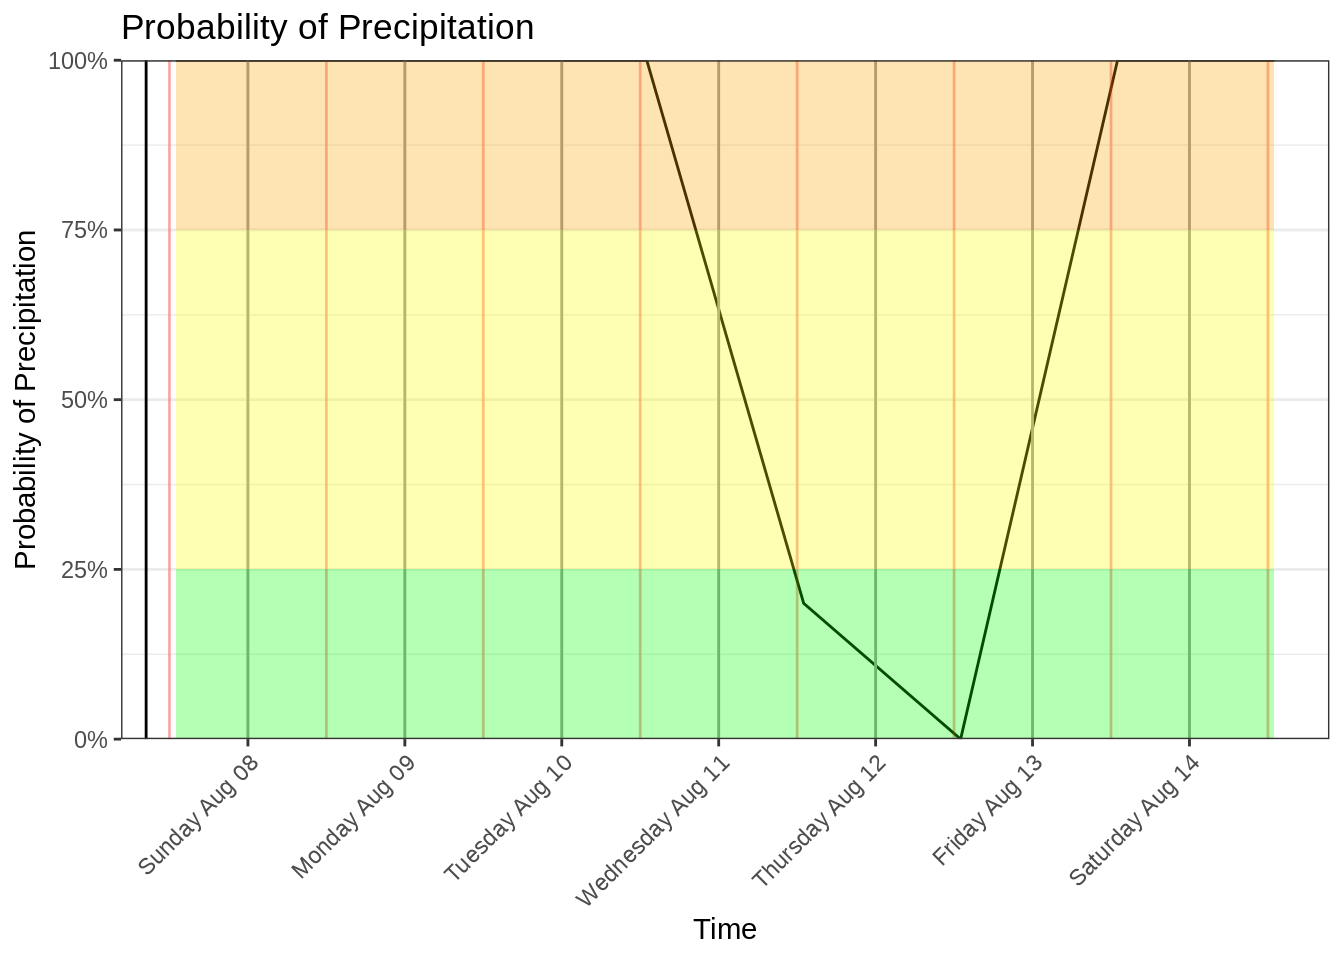 Probability of Precipitation
Probability of Precipitation
100%
75%
50%
25%
0%
Sunday Aug 08
Monday Aug 09
Tuesday Aug 10
Wednesday Aug 11
Thursday Aug 12
Friday Aug 13
Saturday Aug 14
Time